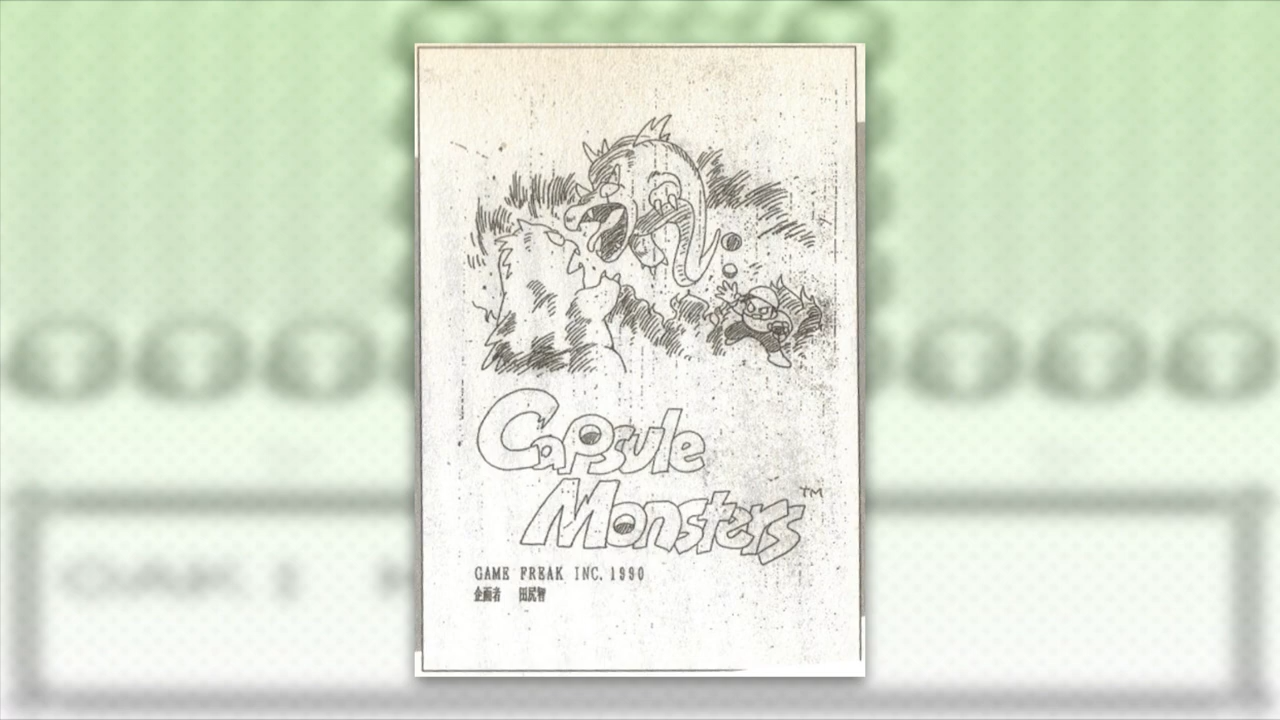 Capsule
Monsters™
GAME FREAK INC. 1990
企画者 田尻智